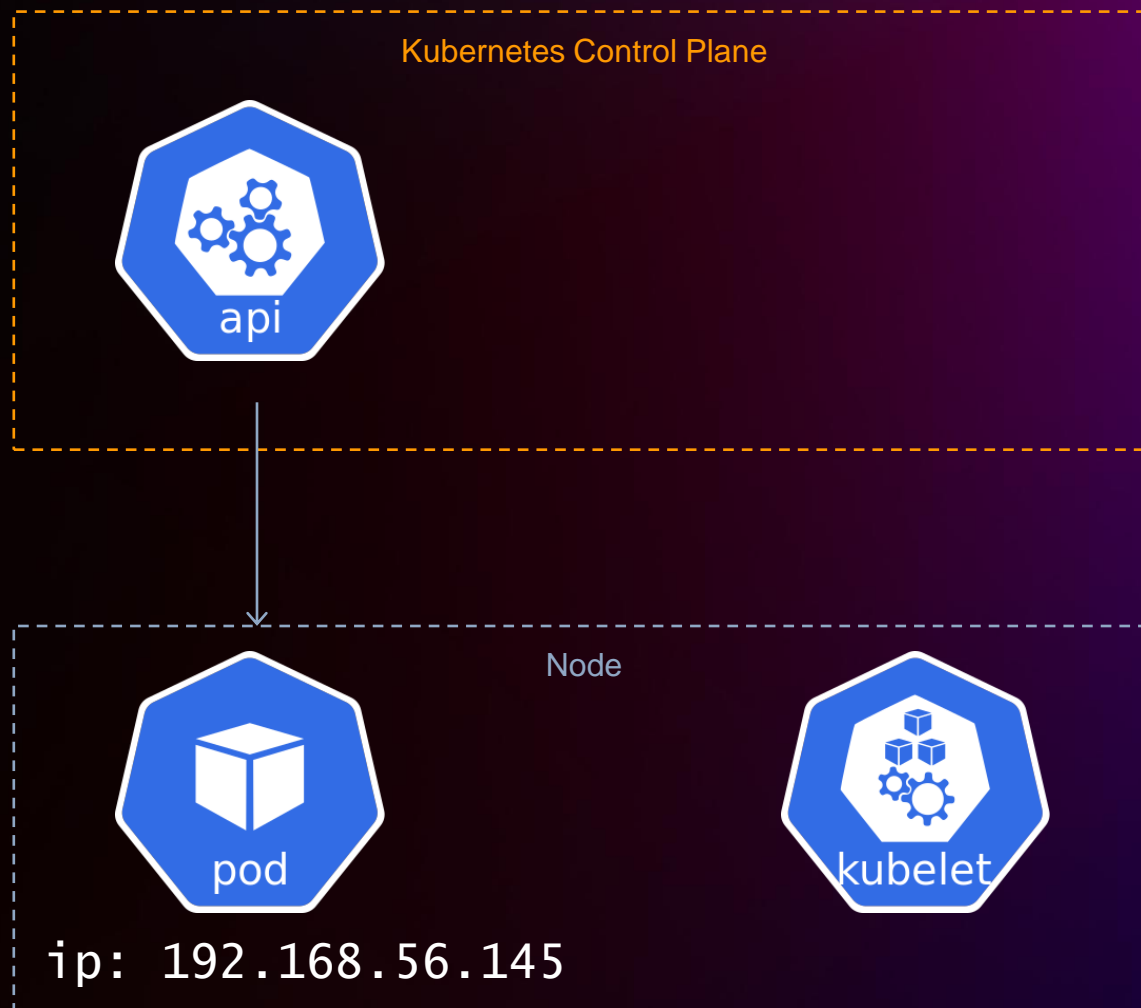 Kubernetes Control Plane
api
Node
pod
kubelet
ip: 192.168.56.145